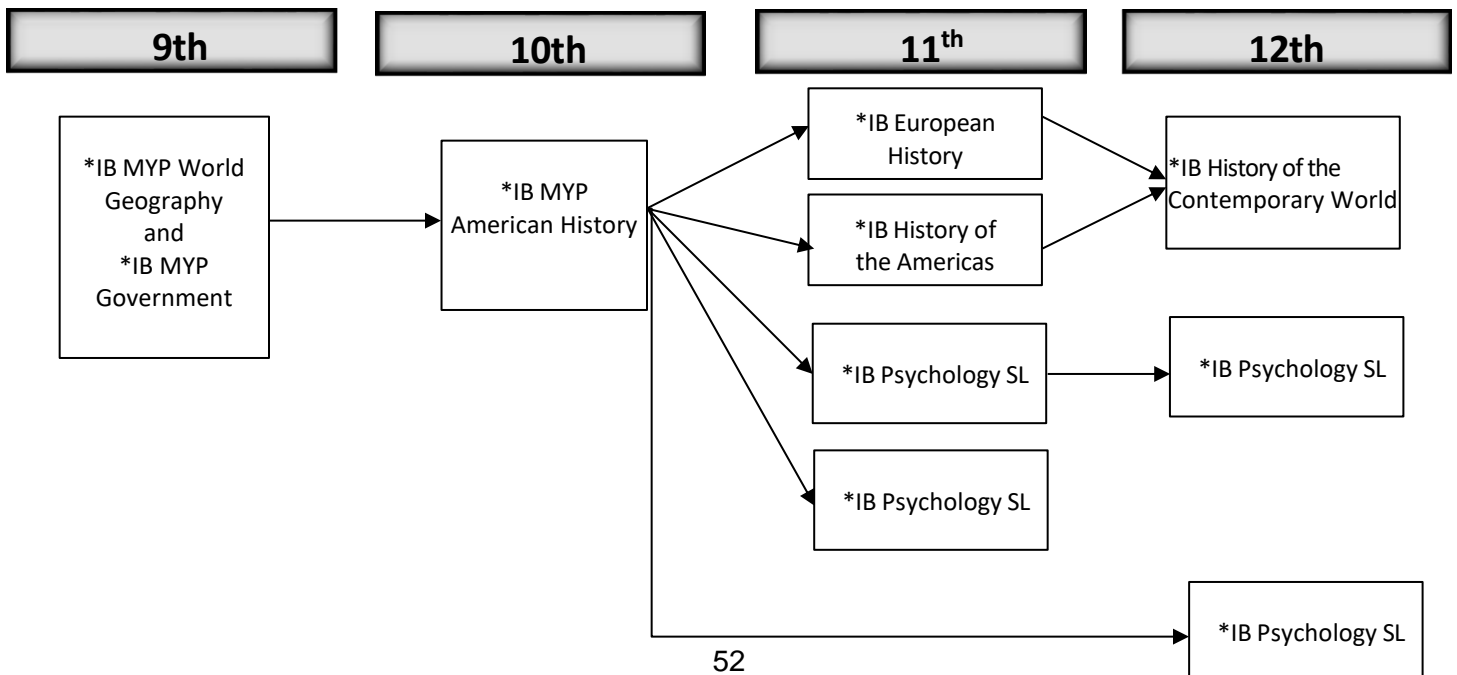 9th
10th
11th
12th
*IB MYP World
Geography
and
*IB MYP
Government
*IB MYP
American History
*IB European
History
*IB History of
the Americas
*IB Psychology SL
*IB Psychology SL
*IB History of the
Contemporary World
*IB Psychology SL
*IB Psychology SL
52